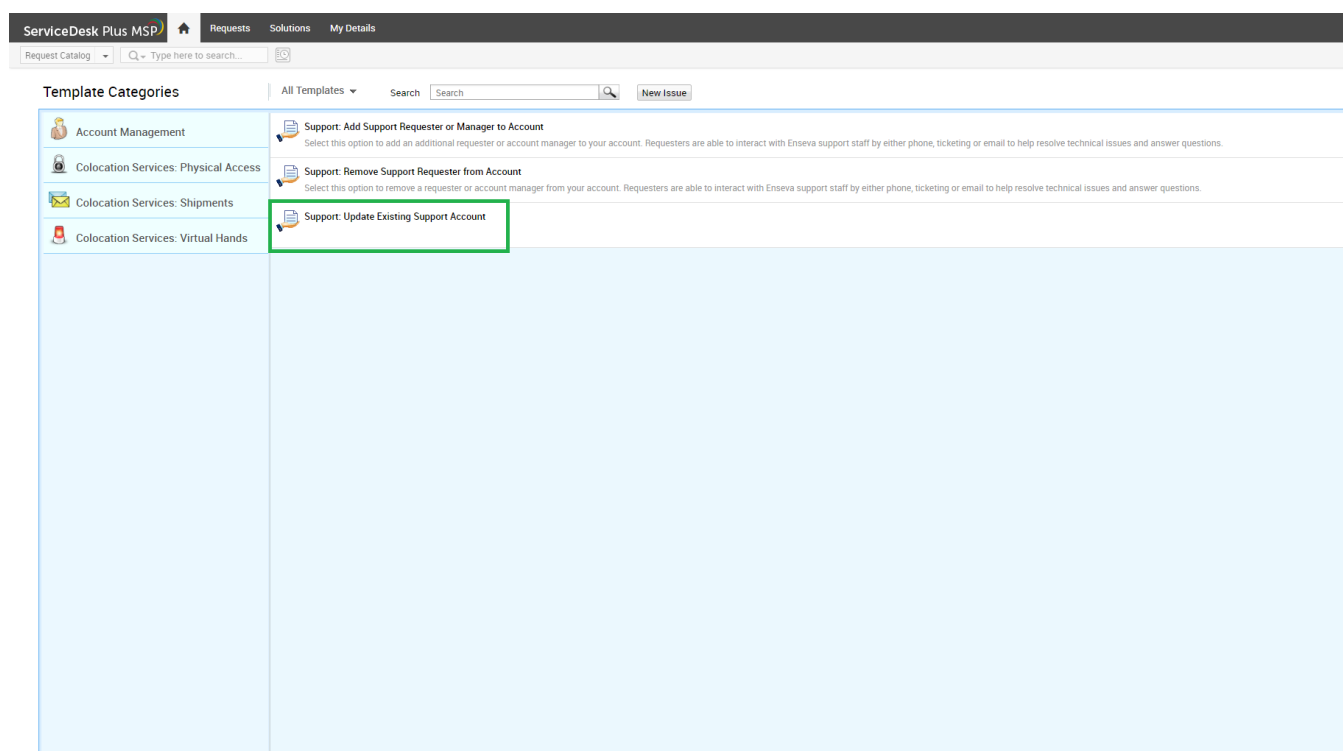 ServiceDesk Plus MSP Requests Solutions My Details
Request Catalog Type here to search...
Template Categories All Templates Search Search New Issue
Account Management
Colocation Services: Physical Access
Colocation Services: Shipments
Colocation Services: Virtual Hands
Support: Add Support Requester or Manager to Account
Select this option to add an additional requester or account manager to your account. Requesters are able to interact with Enseva support staff by either phone, ticketing or email to help resolve technical issues and answer questions.
Support: Remove Support Requester from Account
Select this option to remove a requester or account manager from your account. Requesters are able to interact with Enseva support staff by either phone, ticketing or email to help resolve technical issues and answer questions.
Support: Update Existing Support Account